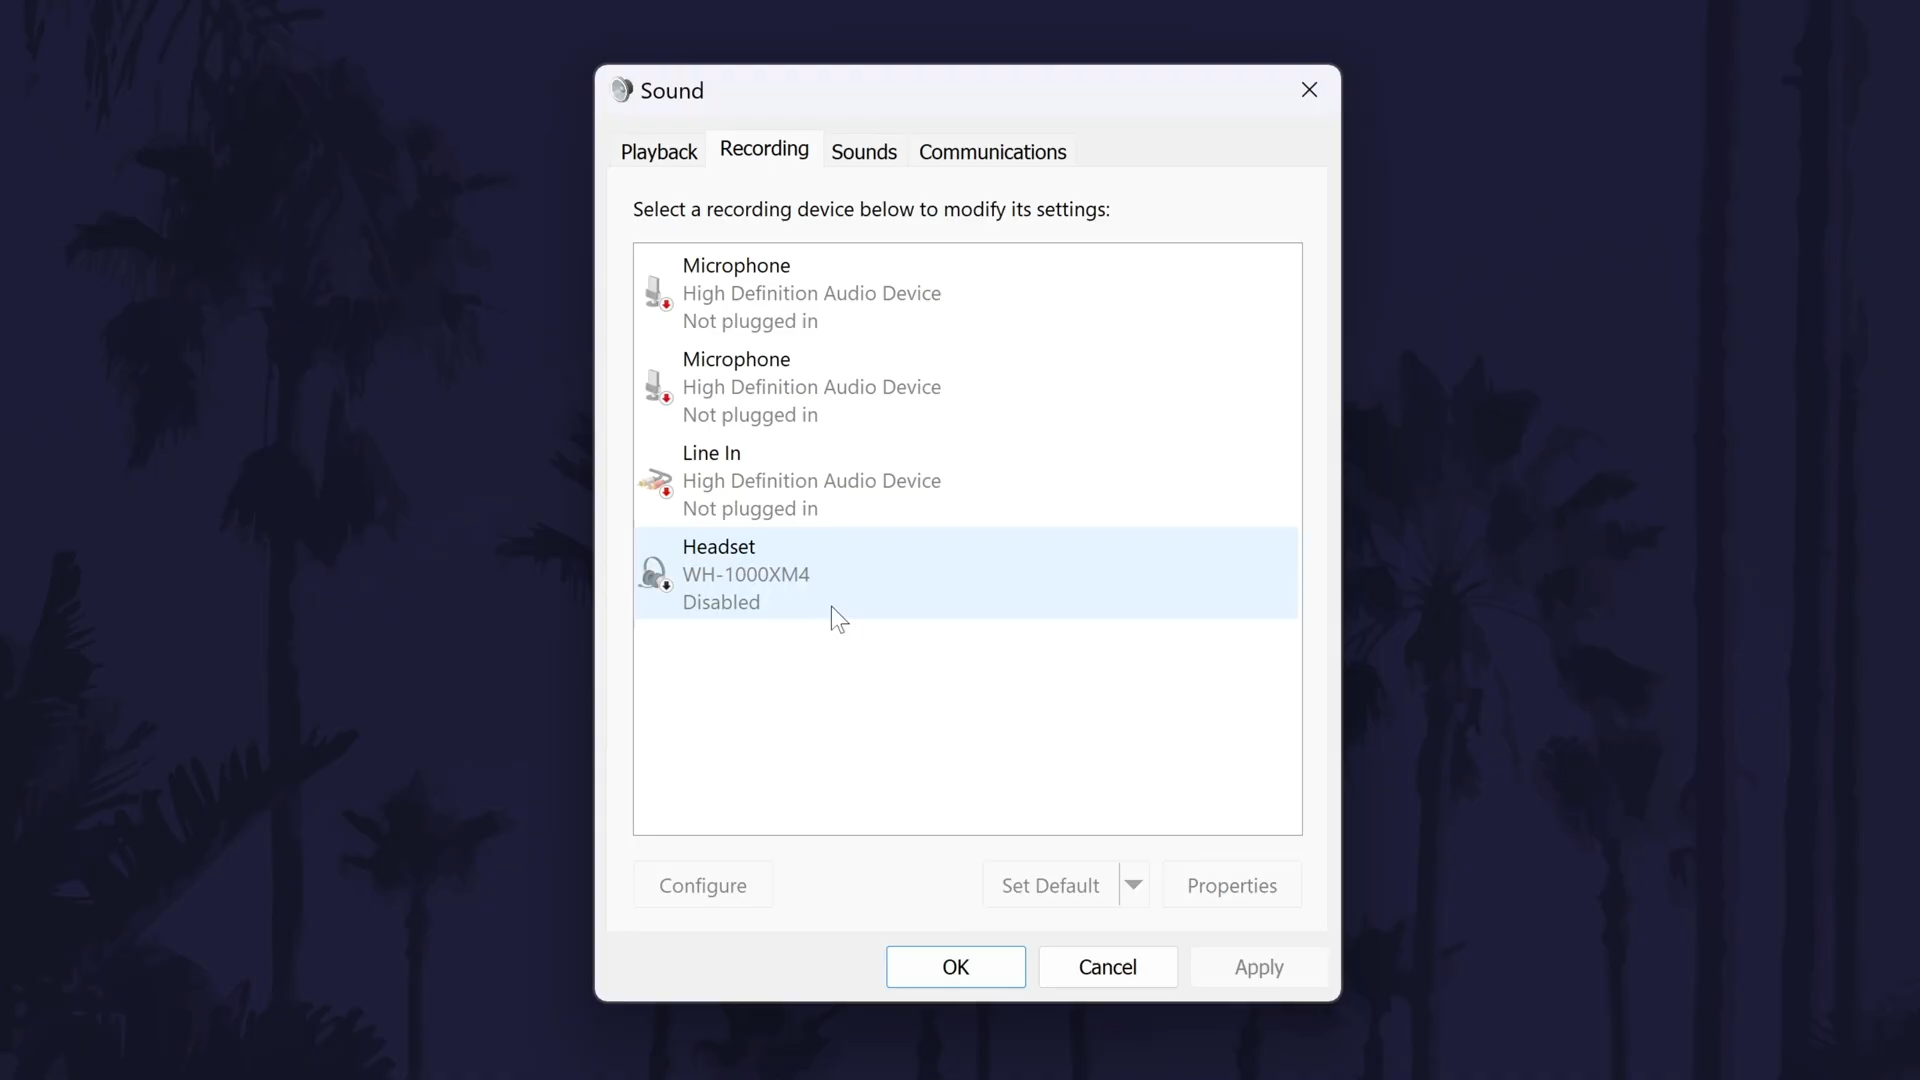 Sound
Playback Recording Sounds Communications
Select a recording device below to modify its settings:
Microphone
High Definition Audio Device
Not plugged in
Microphone
High Definition Audio Device
Not plugged in
Line In
High Definition Audio Device
Not plugged in
Headset
WH-1000XM4
Disabled
Configure Set Default Properties
OK Cancel Apply